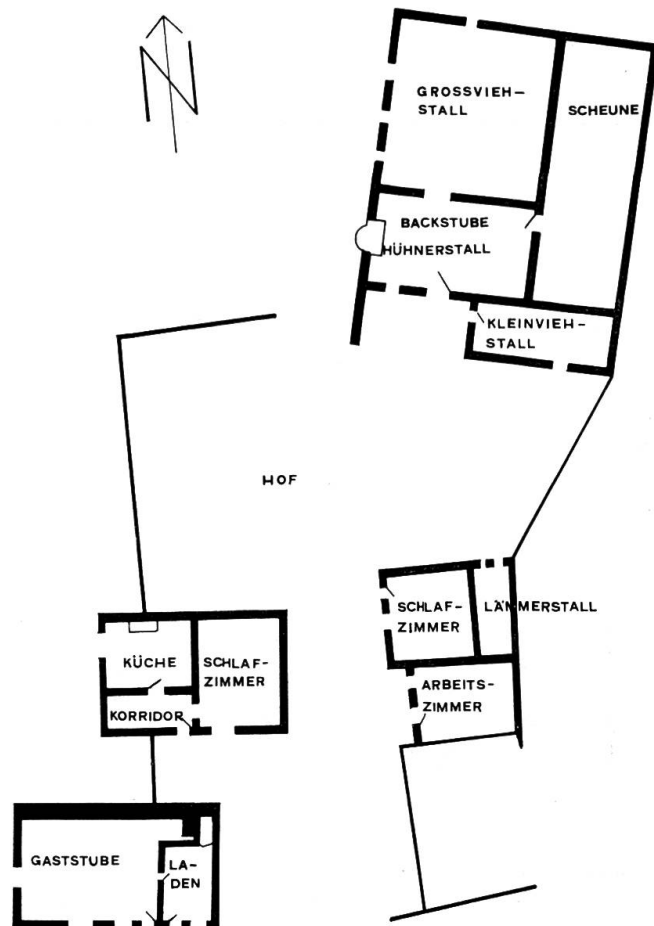 N
GROSSVIEH-
STALL
SCHEUNE
BACKSTUBE
HÜHNERSTALL
KLEINVIEH-
STALL
HOF
SCHLAF-
ZIMMER
LÄMMERSTALL
KÜCHE
SCHLAF-
ZIMMER
ARBEITS-
ZIMMER
KORRIDOR
GASTSTUBE
LA-
DEN